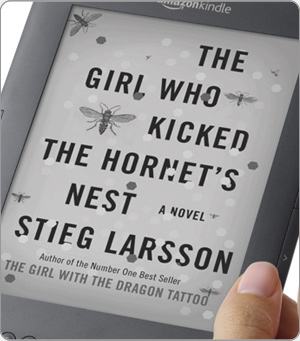 amazonkindle
THE
GIRL WHO
KICKED
THE HORNET'S
NEST A NOVEL
STIEG LARSSON
Author of the Number One Best Seller
THE GIRL WITH THE DRAGON TATTOO